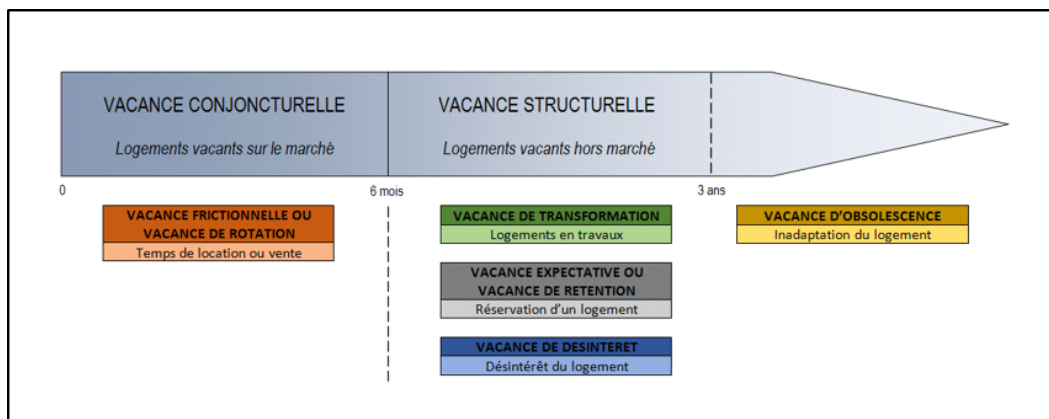 VACANCE CONJONCTURELLE
Logements vacants sur le marché
VACANCE STRUCTURELLE
Logements vacants hors marché
0
6 mois
3 ans
VACANCE FRICTIONNELLE OU
VACANCE DE ROTATION
Temps de location ou vente
VACANCE DE TRANSFORMATION
Logements en travaux
VACANCE EXPECTATIVE OU
VACANCE DE RETENTION
Réservation d'un logement
VACANCE DE DESINTERET
Désintérêt du logement
VACANCE D'OBSOLESCENCE
Inadaptation du logement